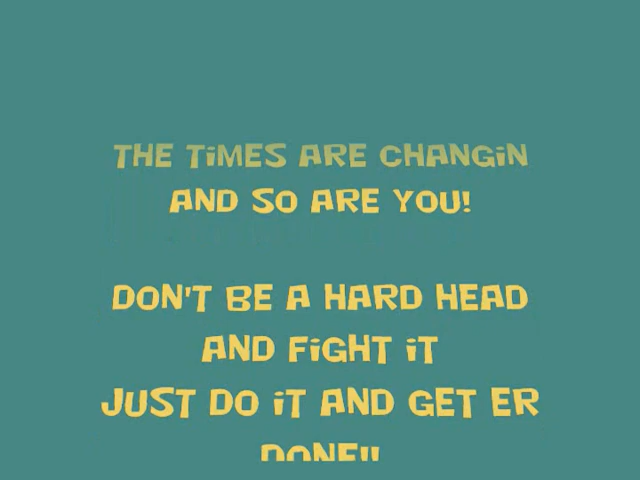 THE TiMES ARE CHANGiN
AND SO ARE YOU!
DON'T BE A HARD HEAD
AND FiGHT iT
JUST DO iT AND GET ER
DONE!!